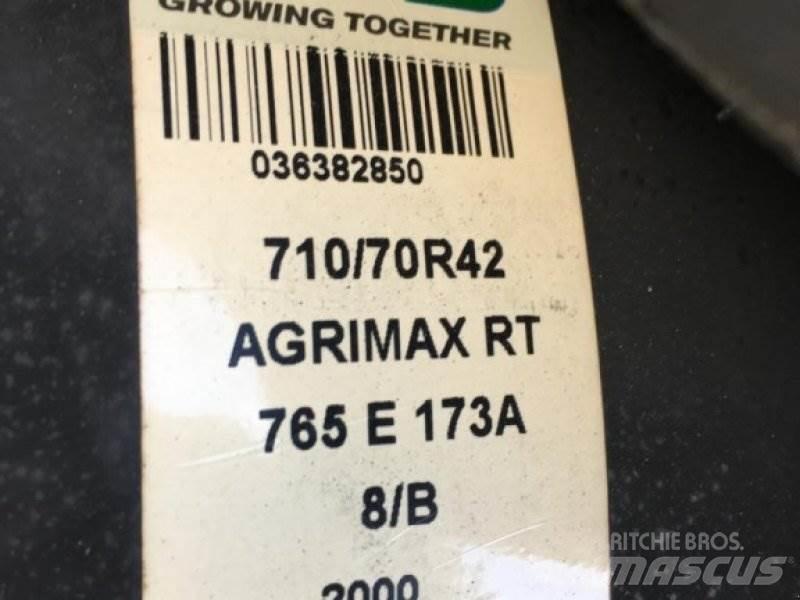 GROWING TOGETHER
036382850
710/70R42
AGRIMAX RT
765 E 173A
8/B
RITCHIE BROS.
MASCUS